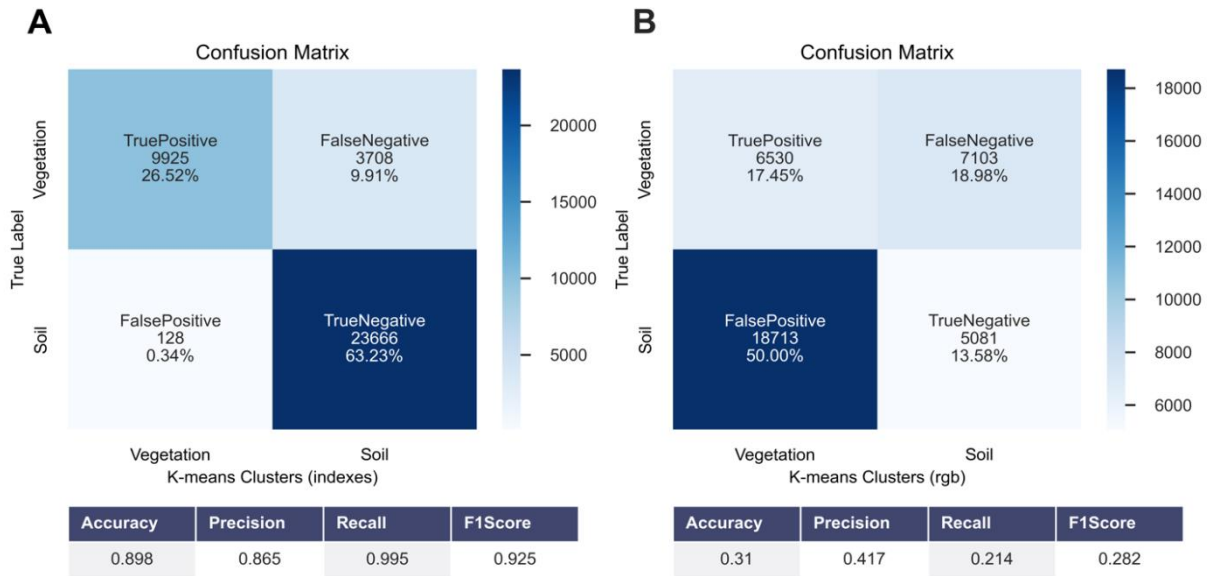 A
Confusion Matrix
True Label
Vegetation
Soil
TruePositive
9925
26.52%
FalseNegative
3708
9.91%
FalsePositive
128
0.34%
TrueNegative
23666
63.23%
20000
15000
10000
5000
Vegetation
Soil
K-means Clusters (indexes)
Accuracy Precision Recall F1Score
0.898 0.865 0.995 0.925
B
Confusion Matrix
True Label
Vegetation
Soil
TruePositive
6530
17.45%
FalseNegative
7103
18.98%
FalsePositive
18713
50.00%
TrueNegative
5081
13.58%
18000
16000
14000
12000
10000
8000
6000
Vegetation
Soil
K-means Clusters (rgb)
Accuracy Precision Recall F1Score
0.31 0.417 0.214 0.282